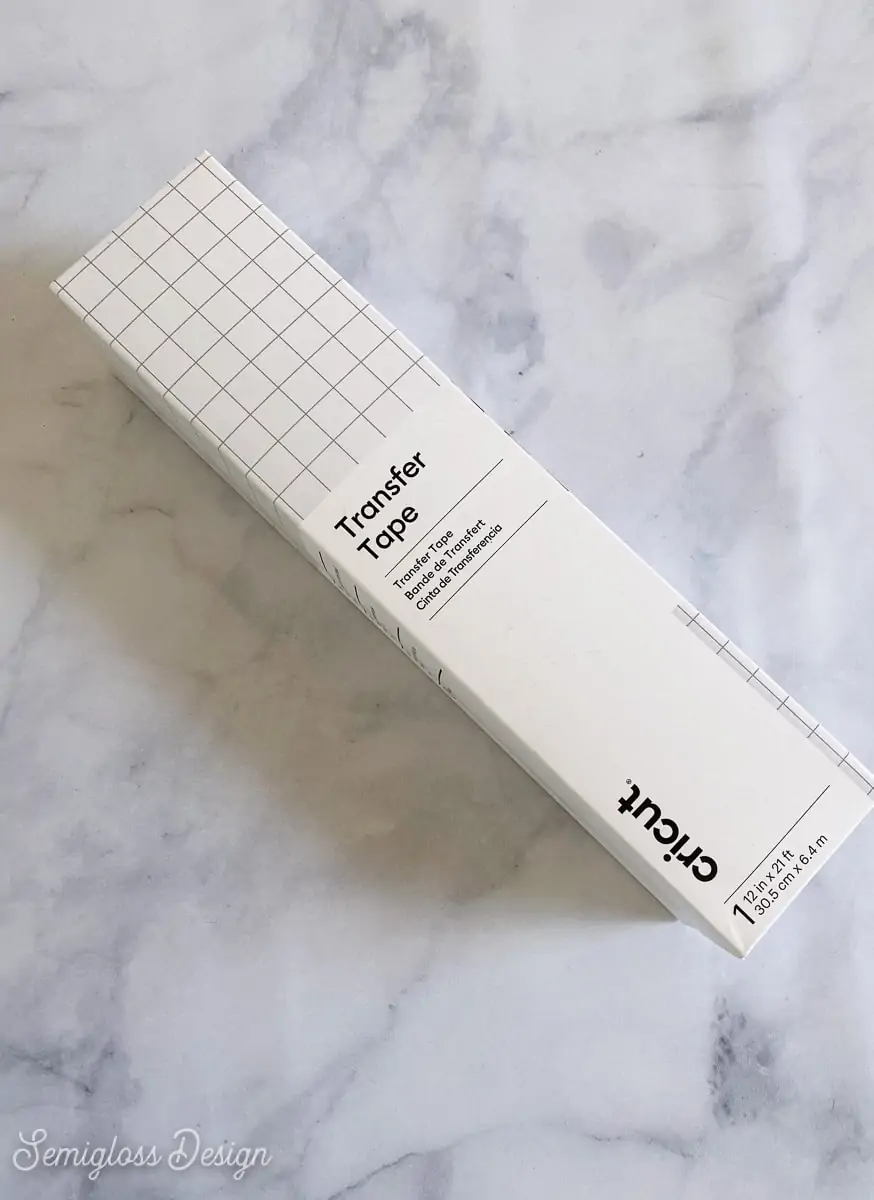 Transfer
Tape
Transfer Tape
Bande de Transfert
Cinta de Transferencia
cricut®
1
12 in x 21 ft
30.5 cm x 6.4 m
Semigloss Design